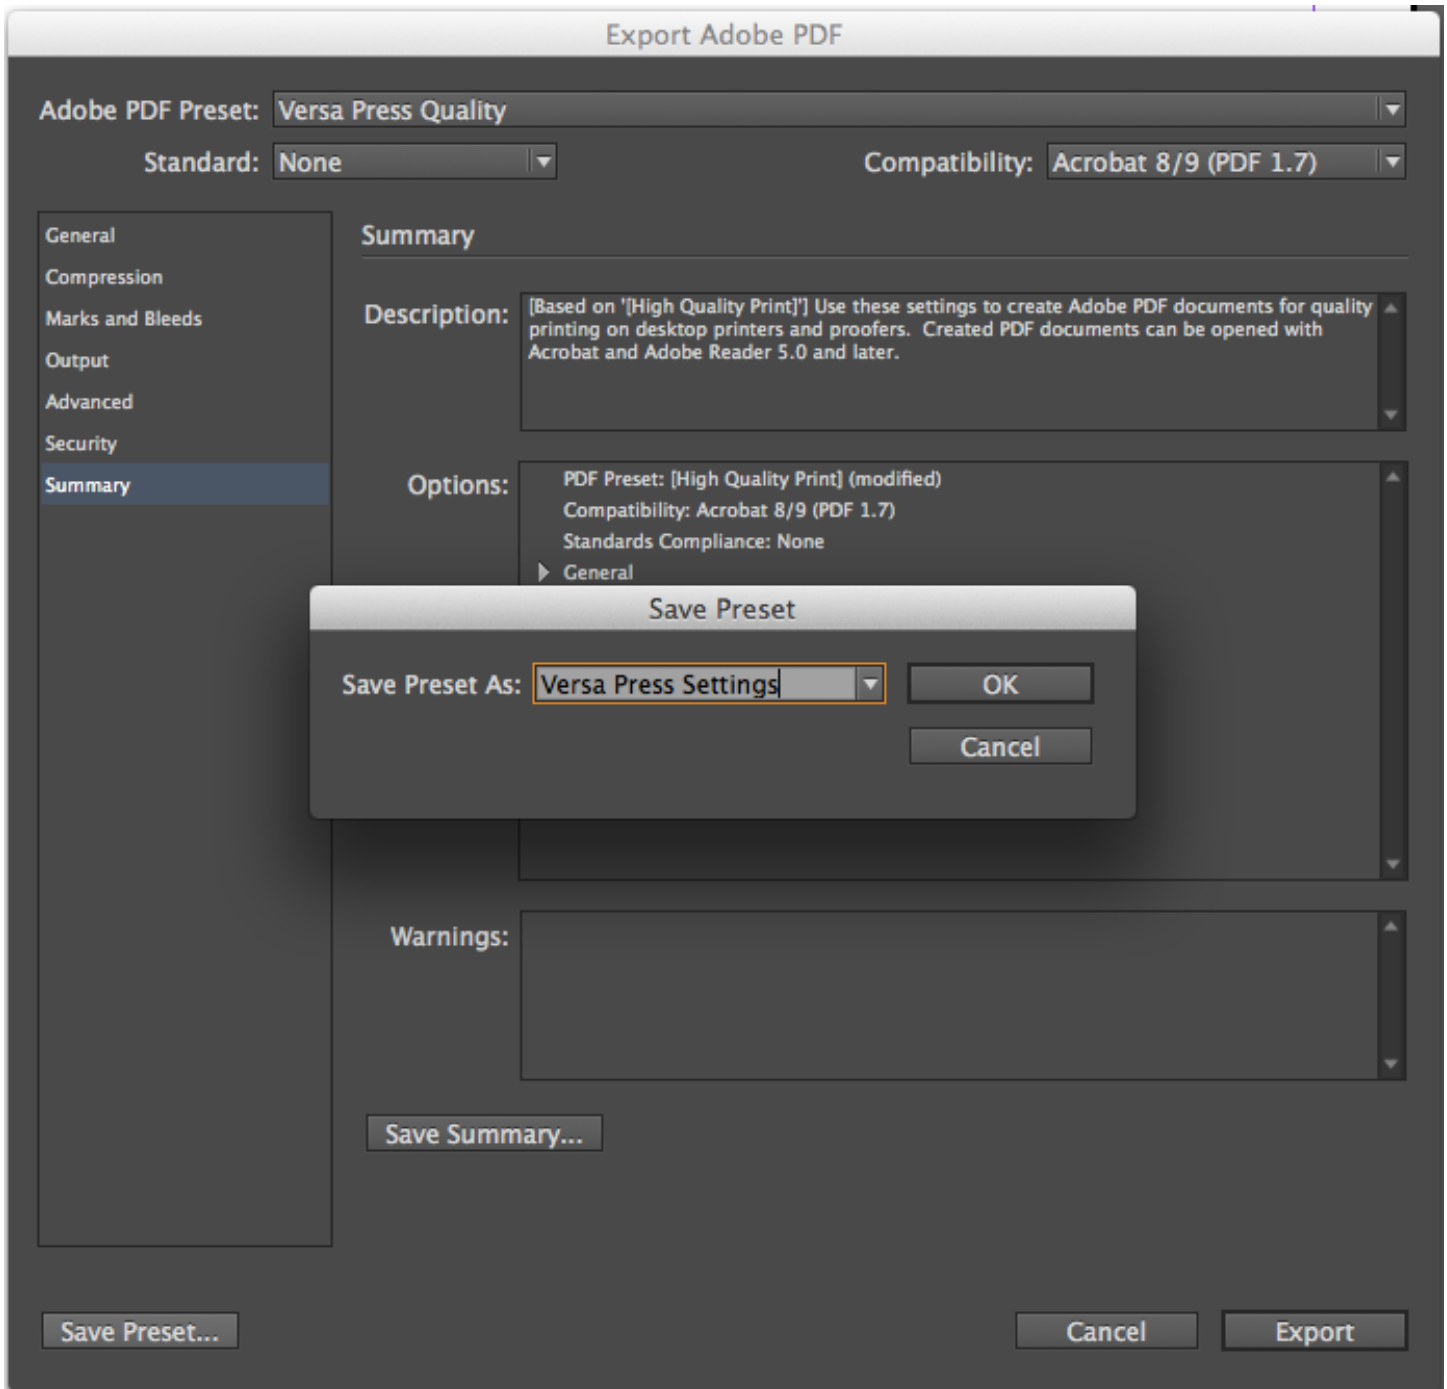 Export Adobe PDF
Adobe PDF Preset: Versa Press Quality
Standard: None
Compatibility: Acrobat 8/9 (PDF 1.7)
General
Compression
Marks and Bleeds
Output
Advanced
Security
Summary
Summary
Description:
[Based on '[High Quality Print]'] Use these settings to create Adobe PDF documents for quality
printing on desktop printers and proofers.  Created PDF documents can be opened with
Acrobat and Adobe Reader 5.0 and later.
Options:
PDF Preset: [High Quality Print] (modified)
Compatibility: Acrobat 8/9 (PDF 1.7)
Standards Compliance: None
General
Save Preset
Save Preset As: Versa Press Settings
OK
Cancel
Warnings:
Save Summary...
Save Preset...
Cancel
Export